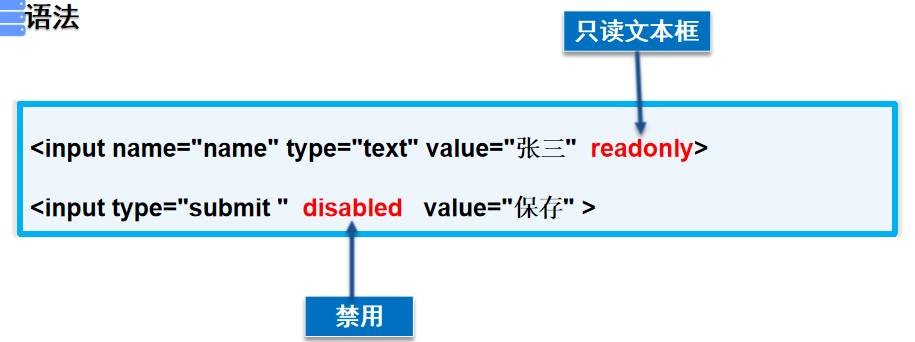 语法
只读文本框
<input name="name" type="text" value="张三" readonly>
<input type="submit " disabled value="保存" >
禁用